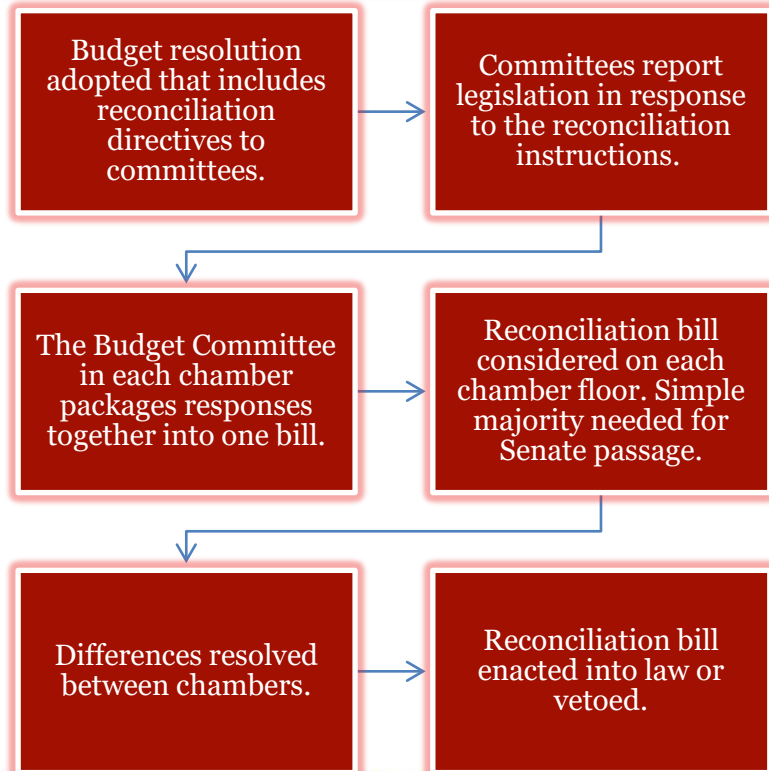 Budget resolution
adopted that includes
reconciliation
directives to
committees.
Committees report
legislation in response
to the reconciliation
instructions.
The Budget Committee
in each chamber
packages responses
together into one bill.
Reconciliation bill
considered on each
chamber floor. Simple
majority needed for
Senate passage.
Differences resolved
between chambers.
Reconciliation bill
enacted into law or
vetoed.